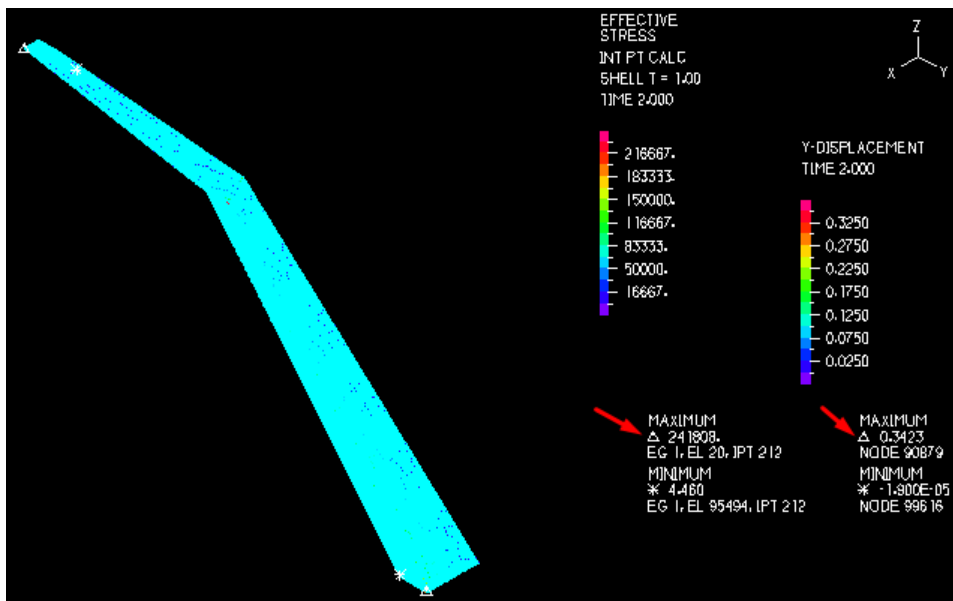 EFFECTIVE
STRESS
INT PT CALC
SHELL T = 1.00
TIME 2.000
216667.
183333.
150000.
116667.
83333.
50000.
16667.
MAXIMUM
Δ 241808.
EG 1, EL 20, IPT 212
MINIMUM
* 4.460
EG 1, EL 95494, IPT 212
Z
X
Y
Y-DISPLACEMENT
TIME 2.000
0.3250
0.2750
0.2250
0.1750
0.1250
0.0750
0.0250
MAXIMUM
Δ 0.3423
NODE 90879
MINIMUM
* -1.900E-05
NODE 99616